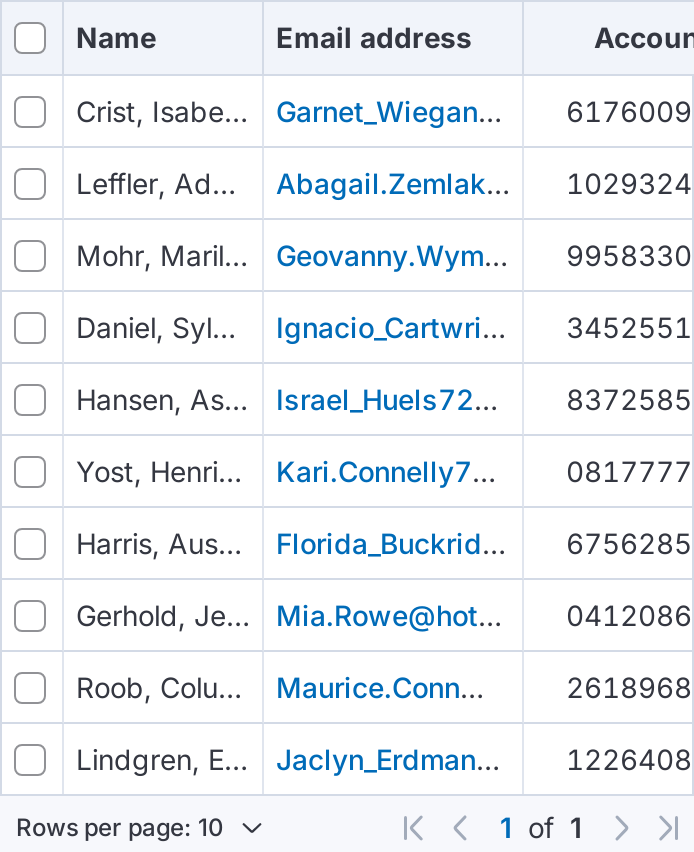 Name Email address Accoun
Crist, Isabe... Garnet_Wiegan... 6176009
Leffler, Ad... Abagail.Zemlak... 1029324
Mohr, Maril... Geovanny.Wym... 9958330
Daniel, Syl... Ignacio_Cartwri... 3452551
Hansen, As... Israel_Huels72... 8372585
Yost, Henri... Kari.Connelly7... 0817777
Harris, Aus... Florida_Buckrid... 6756285
Gerhold, Je... Mia.Rowe@hot... 0412086
Roob, Colu... Maurice.Conn... 2618968
Lindgren, E... Jaclyn_Erdman... 1226408
Rows per page: 10 1 of 1